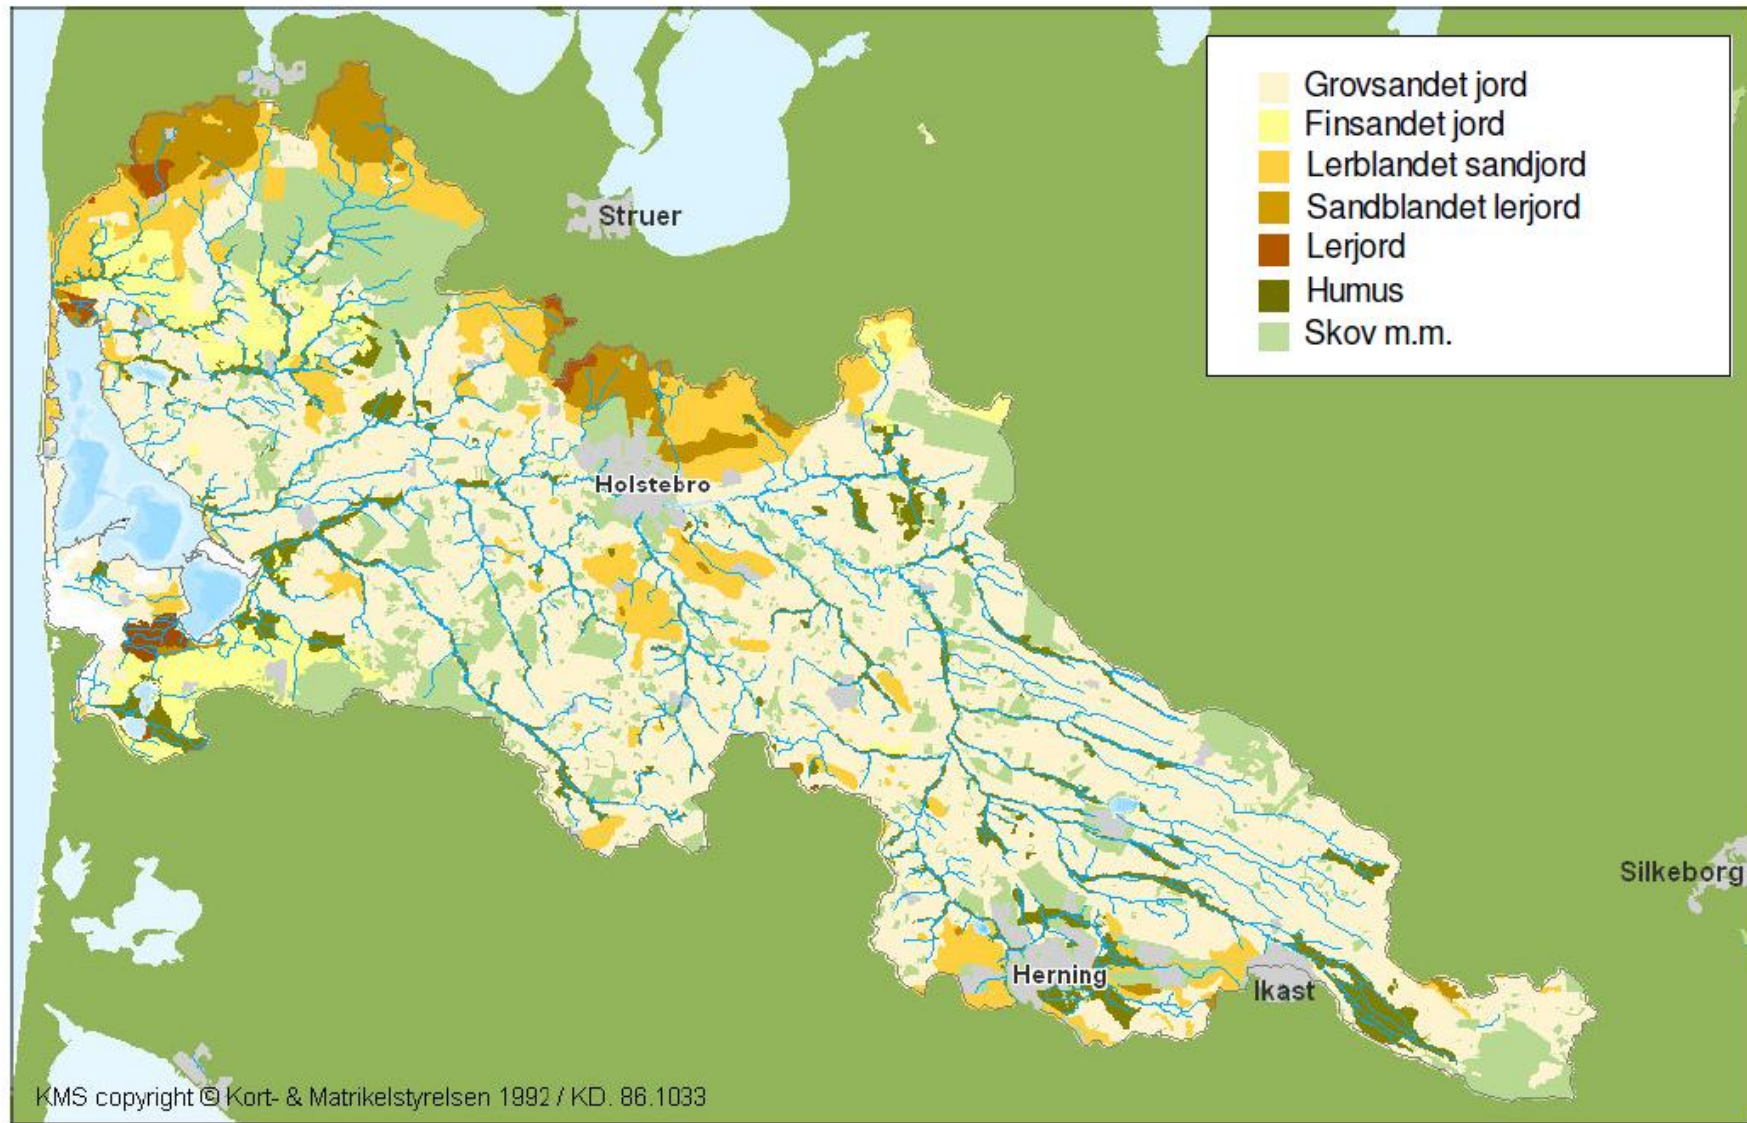 Grovsandet jord
Finsandet jord
Lerblandet sandjord
Sandblandet lerjord
Lerjord
Humus
Skov m.m.
Struer
Holstebro
Silkeborg
Herning
Ikast
KMS copyright © Kort- & Matrikelstyrelsen 1992 / KD. 86.1033